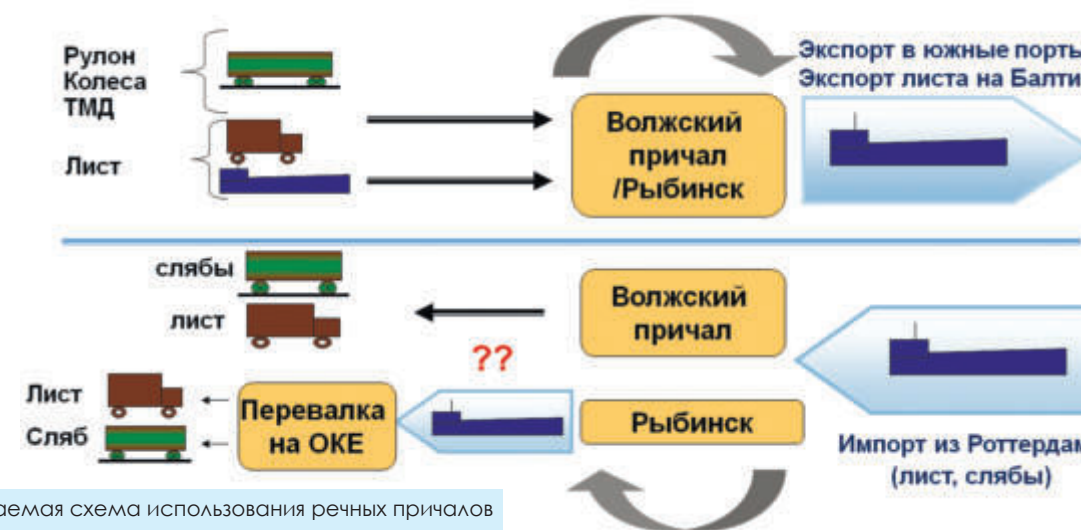 Рулон
Колеса
ТМД
Лист
Волжский
причал
/Рыбинск
Экспорт в южные порты
Экспорт листа на Балти
слябы
лист
??
Волжский
причал
Лист
Сляб
Перевалка
на ОКЕ
Рыбинск
Импорт из Роттердам
(лист, слябы)
аемая схема использования речных причалов